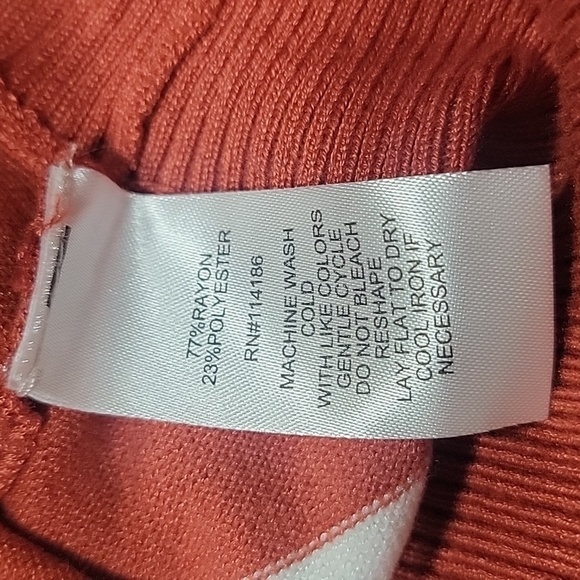 77%RAYON
23%POLYESTER
RN#114186
MACHINE WASH
COLD
WITH LIKE COLORS
GENTLE CYCLE
DO NOT BLEACH
RESHAPE
LAY FLAT TO DRY
COOL IRON IF
NECESSARY